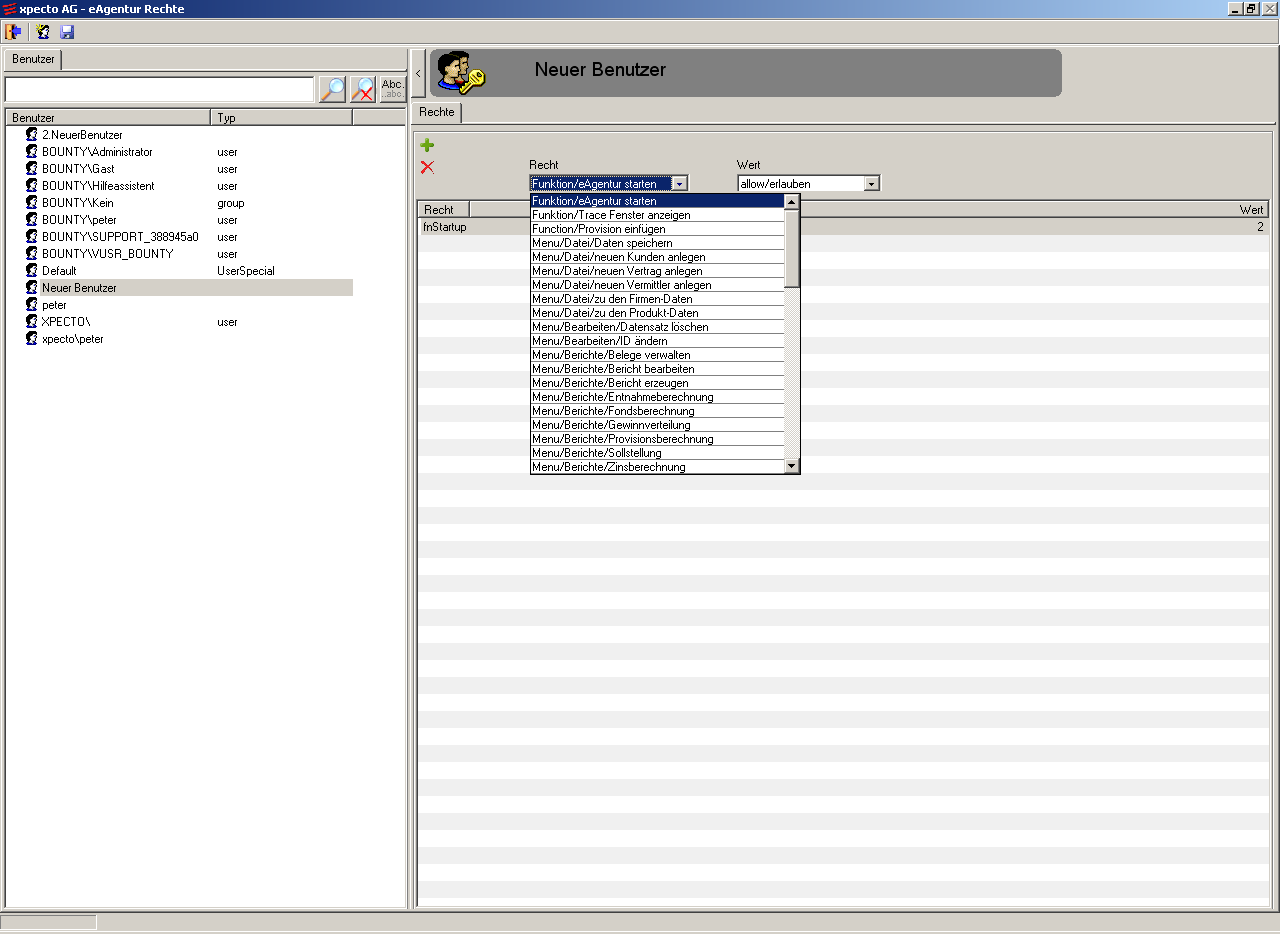 xpecto AG - eAgentur Rechte
Benutzer
Abc.
..abc.
Benutzer Typ
2.NeuerBenutzer
BOUNTY\Administrator user
BOUNTY\Gast user
BOUNTY\Hilfeassistent user
BOUNTY\Kein group
BOUNTY\peter user
BOUNTY\SUPPORT_388945a0 user
BOUNTY\VUSR_BOUNTY user
Default UserSpecial
Neuer Benutzer
peter
XPECTO\ user
xpecto\peter
<
Neuer Benutzer
Rechte
Recht Wert
Funktion/eAgentur starten allow/erlauben
Recht Wert
fnStartup 2
Funktion/eAgentur starten
Funktion/Trace Fenster anzeigen
Function/Provision einfügen
Menu/Datei/Daten speichern
Menu/Datei/neuen Kunden anlegen
Menu/Datei/neuen Vertrag anlegen
Menu/Datei/neuen Vermittler anlegen
Menu/Datei/zu den Firmen-Daten
Menu/Datei/zu den Produkt-Daten
Menu/Bearbeiten/Datensatz löschen
Menu/Bearbeiten/ID ändern
Menu/Berichte/Belege verwalten
Menu/Berichte/Bericht bearbeiten
Menu/Berichte/Bericht erzeugen
Menu/Berichte/Entnahmeberechnung
Menu/Berichte/Fondsberechnung
Menu/Berichte/Gewinnverteilung
Menu/Berichte/Provisionsberechnung
Menu/Berichte/Sollstellung
Menu/Berichte/Zinsberechnung